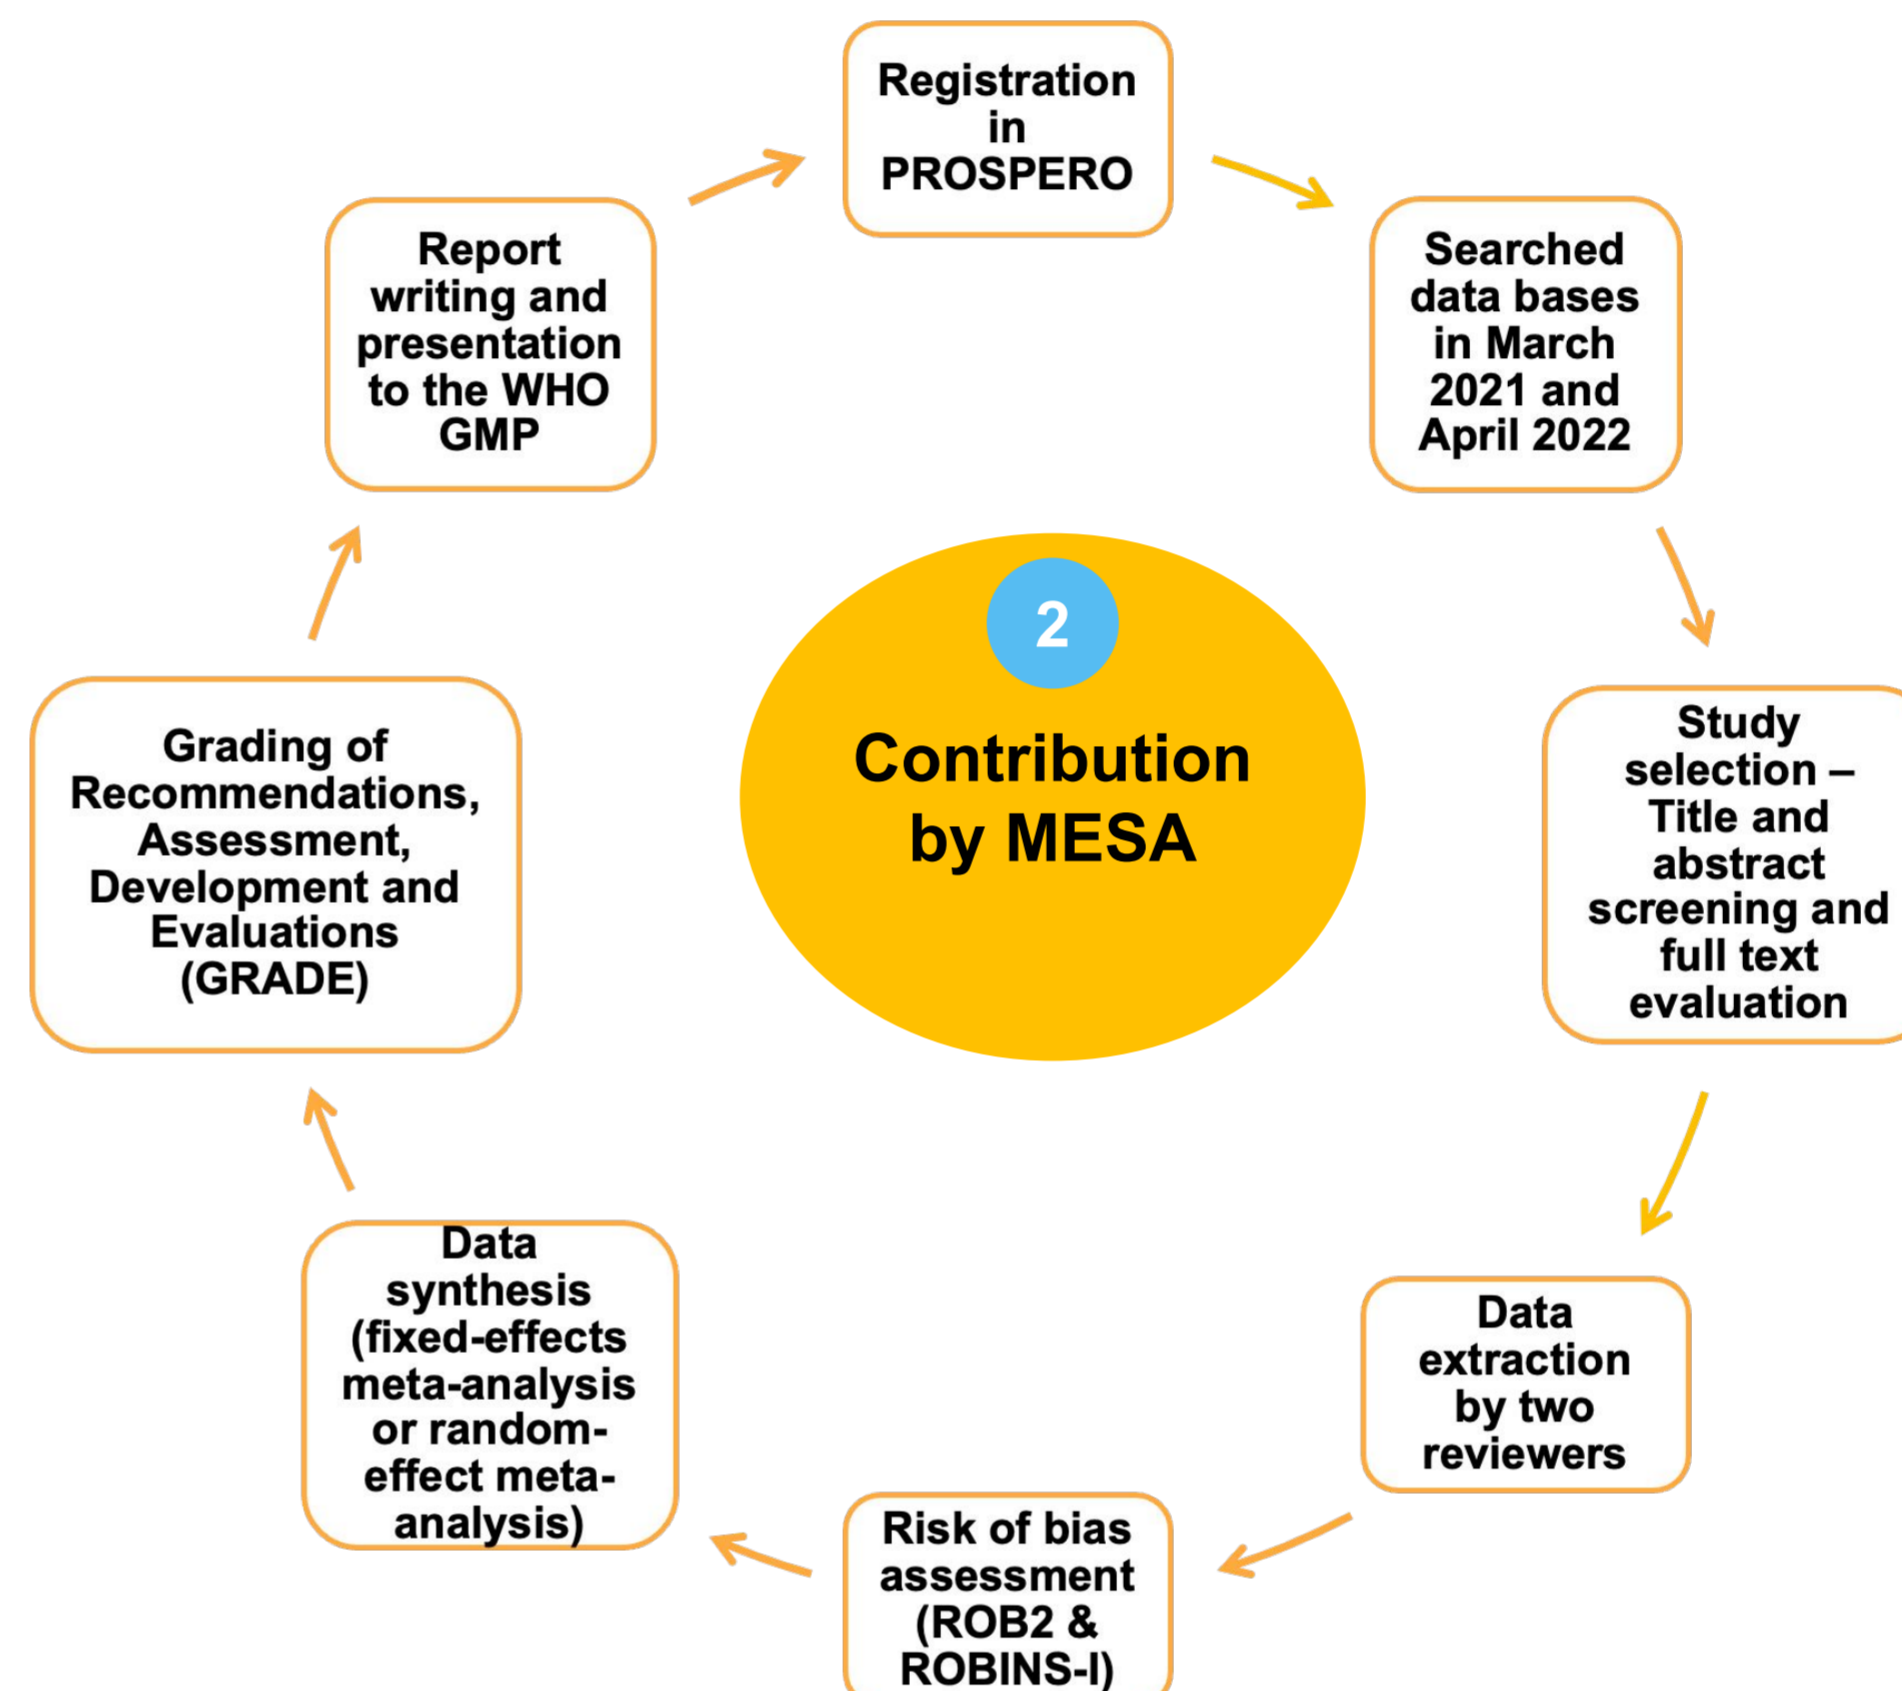 Registration
in
PROSPERO
Searched
data bases
in March
2021 and
April 2022
Study
selection –
Title and
abstract
screening and
full text
evaluation
Data
extraction
by two
reviewers
Risk of bias
assessment
(ROB2 &
ROBINS-I)
Data
synthesis
(fixed-effects
meta-analysis
or random-
effect meta-
analysis)
Grading of
Recommendations,
Assessment,
Development and
Evaluations
(GRADE)
Report
writing and
presentation
to the WHO
GMP
2
Contribution
by MESA